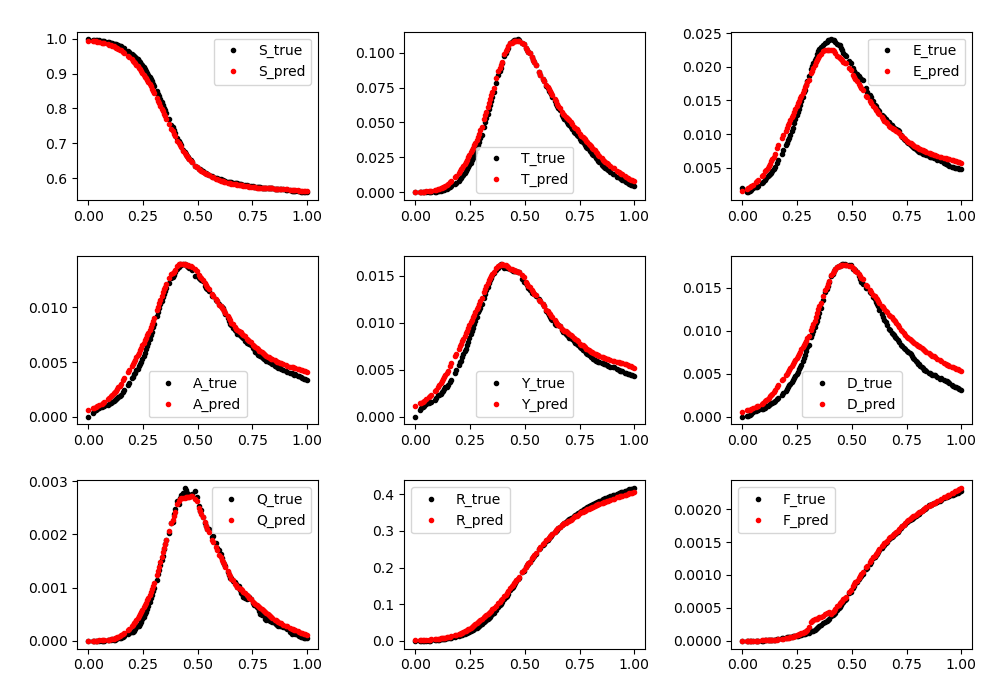 1.0
0.9
0.8
0.7
0.6
0.00 0.25 0.50 0.75 1.00
S_true
S_pred
0.100
0.075
0.050
0.025
0.000
0.00 0.25 0.50 0.75 1.00
T_true
T_pred
0.025
0.020
0.015
0.010
0.005
0.00 0.25 0.50 0.75 1.00
E_true
E_pred
0.010
0.005
0.000
0.00 0.25 0.50 0.75 1.00
A_true
A_pred
0.015
0.010
0.005
0.000
0.00 0.25 0.50 0.75 1.00
Y_true
Y_pred
0.015
0.010
0.005
0.000
0.00 0.25 0.50 0.75 1.00
D_true
D_pred
0.003
0.002
0.001
0.000
0.00 0.25 0.50 0.75 1.00
Q_true
Q_pred
0.4
0.3
0.2
0.1
0.0
0.00 0.25 0.50 0.75 1.00
R_true
R_pred
0.0020
0.0015
0.0010
0.0005
0.0000
0.00 0.25 0.50 0.75 1.00
F_true
F_pred